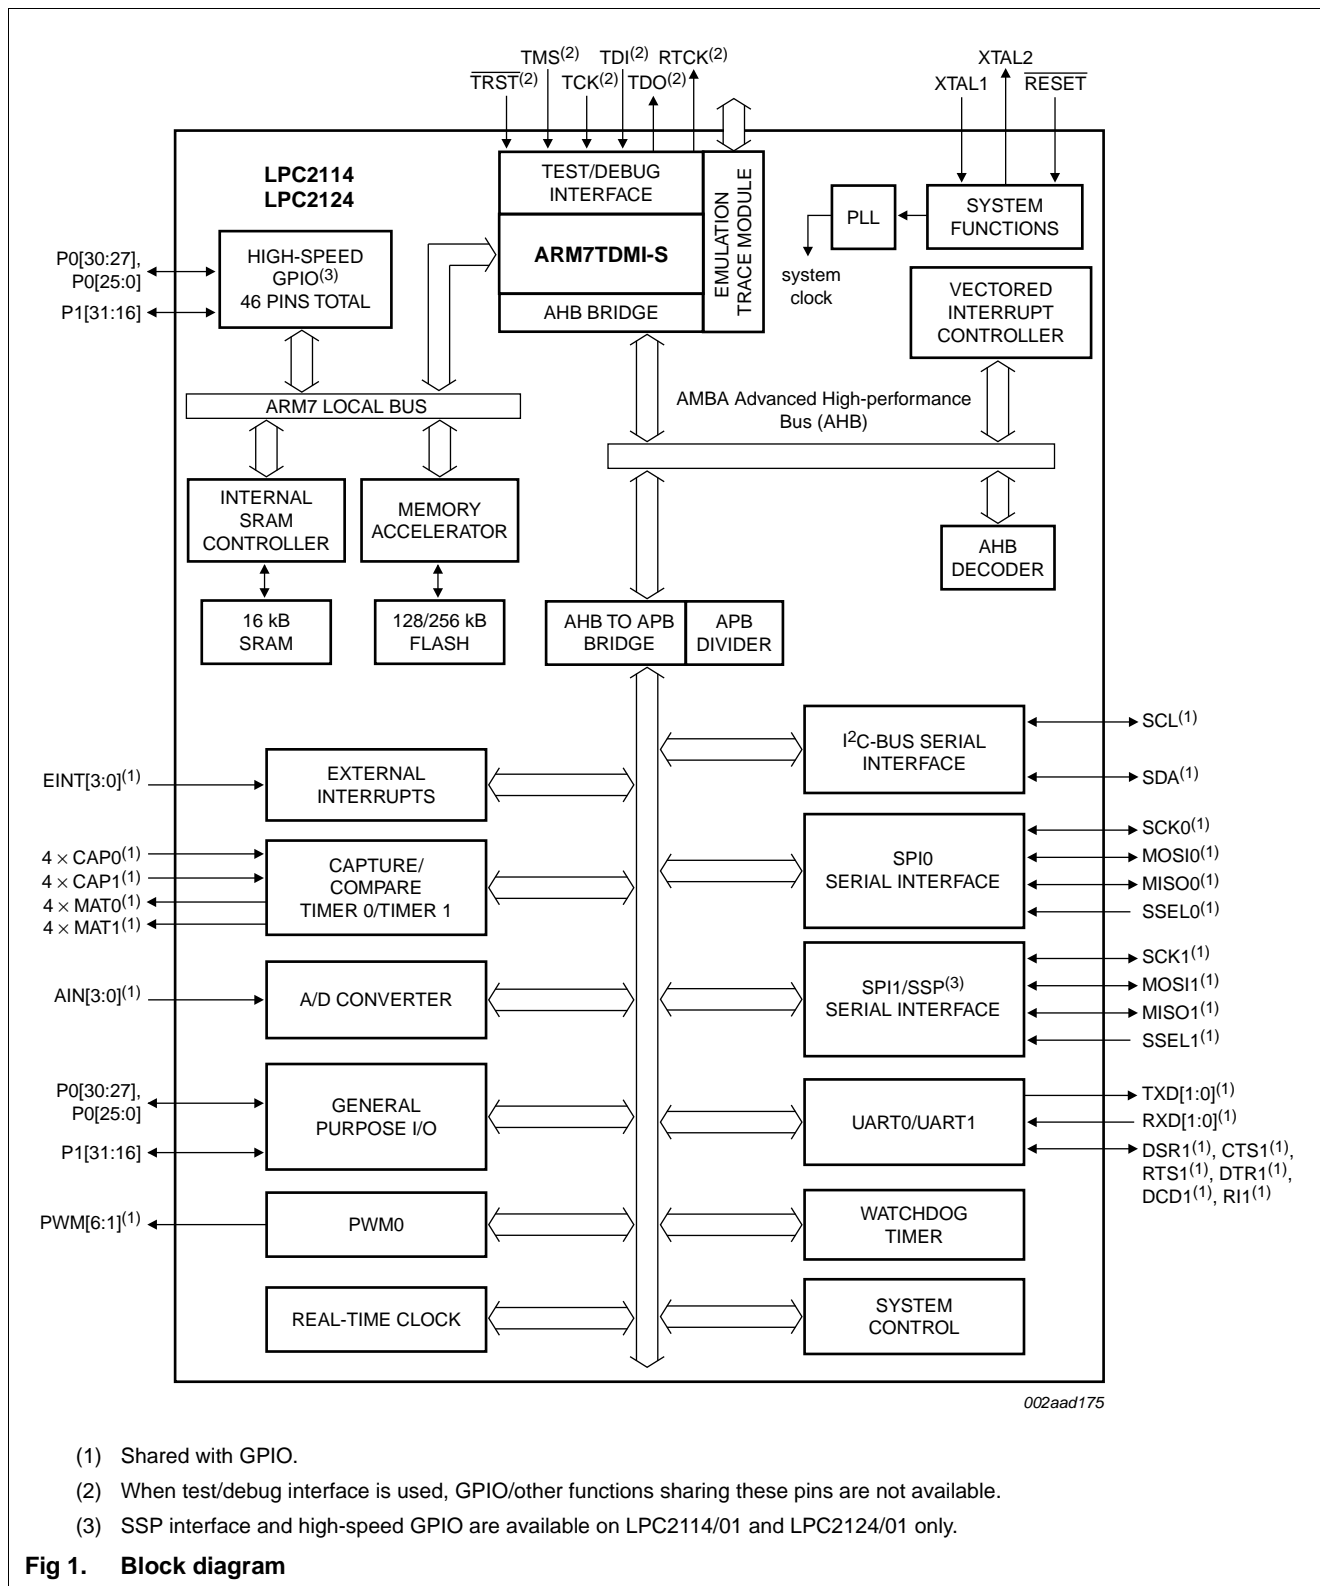 TMS(2) TDI(2) RTCK(2)
TRST(2) TCK(2) TDO(2)
XTAL2
XTAL1 RESET
LPC2114
LPC2124
TEST/DEBUG
INTERFACE
ARM7TDMI-S
AHB BRIDGE
EMULATION
TRACE MODULE
PLL
SYSTEM
FUNCTIONS
system
clock
P0[30:27],
P0[25:0]
P1[31:16]
HIGH-SPEED
GPIO(3)
46 PINS TOTAL
VECTORED
INTERRUPT
CONTROLLER
ARM7 LOCAL BUS
AMBA Advanced High-performance
Bus (AHB)
INTERNAL
SRAM
CONTROLLER
MEMORY
ACCELERATOR
AHB
DECODER
16 kB
SRAM
128/256 kB
FLASH
AHB TO APB
BRIDGE
APB
DIVIDER
EINT[3:0](1)
EXTERNAL
INTERRUPTS
I2C-BUS SERIAL
INTERFACE
SCL(1)
SDA(1)
4 × CAP0(1)
4 × CAP1(1)
4 × MAT0(1)
4 × MAT1(1)
CAPTURE/
COMPARE
TIMER 0/TIMER 1
SPI0
SERIAL INTERFACE
SCK0(1)
MOSI0(1)
MISO0(1)
SSEL0(1)
AIN[3:0](1)
A/D CONVERTER
SPI1/SSP(3)
SERIAL INTERFACE
SCK1(1)
MOSI1(1)
MISO1(1)
SSEL1(1)
P0[30:27],
P0[25:0]
P1[31:16]
GENERAL
PURPOSE I/O
UART0/UART1
TXD[1:0](1)
RXD[1:0](1)
DSR1(1), CTS1(1),
RTS1(1), DTR1(1),
DCD1(1), RI1(1)
PWM[6:1](1)
PWM0
WATCHDOG
TIMER
REAL-TIME CLOCK
SYSTEM
CONTROL
002aad175
(1) Shared with GPIO.
(2) When test/debug interface is used, GPIO/other functions sharing these pins are not available.
(3) SSP interface and high-speed GPIO are available on LPC2114/01 and LPC2124/01 only.
Fig 1. Block diagram